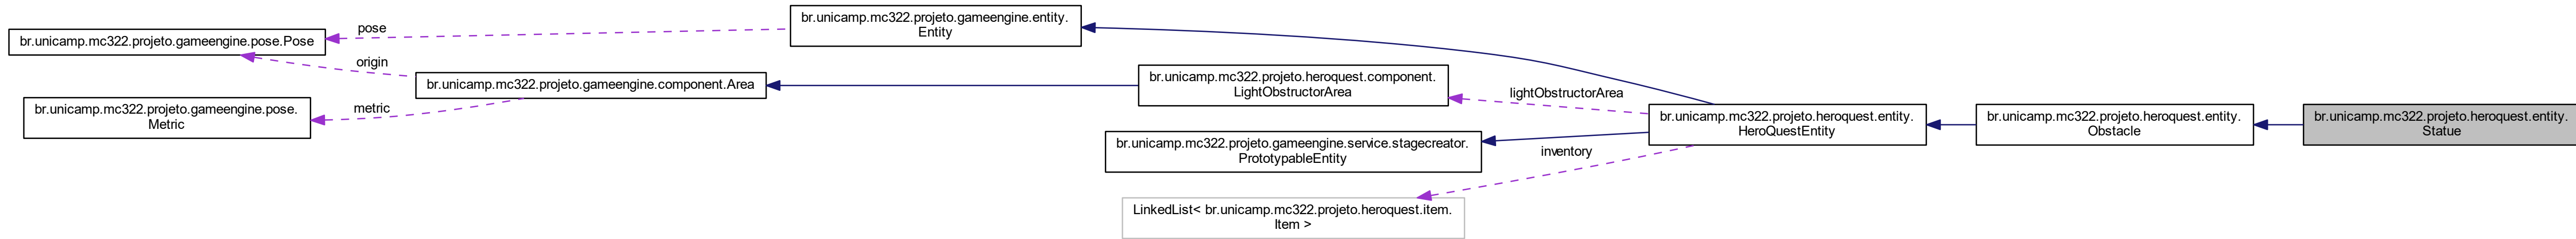 br.unicamp.mc322.projeto.gameengine.pose.Pose
pose
origin
br.unicamp.mc322.projeto.gameengine.pose.
Metric
metric
br.unicamp.mc322.projeto.gameengine.component.Area
br.unicamp.mc322.projeto.gameengine.entity.
Entity
br.unicamp.mc322.projeto.heroquest.component.
LightObstructorArea
br.unicamp.mc322.projeto.gameengine.service.stagecreator.
PrototypableEntity
LinkedList< br.unicamp.mc322.projeto.heroquest.item.
Item >
lightObstructorArea
inventory
br.unicamp.mc322.projeto.heroquest.entity.
HeroQuestEntity
br.unicamp.mc322.projeto.heroquest.entity.
Obstacle
br.unicamp.mc322.projeto.heroquest.entity.
Statue